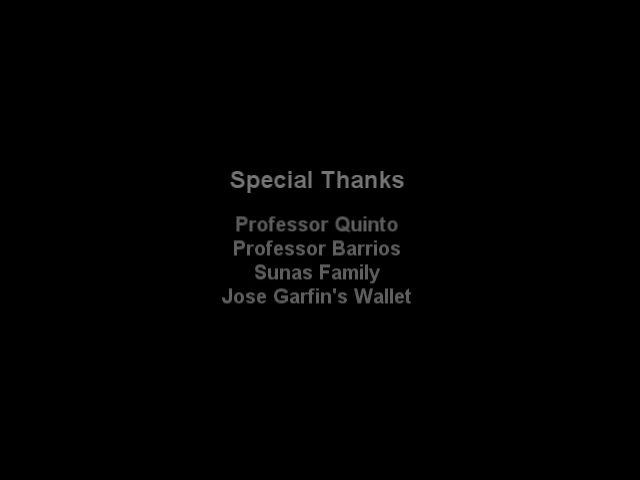 Special Thanks
Professor Quinto
Professor Barrios
Sunas Family
Jose Garfin's Wallet